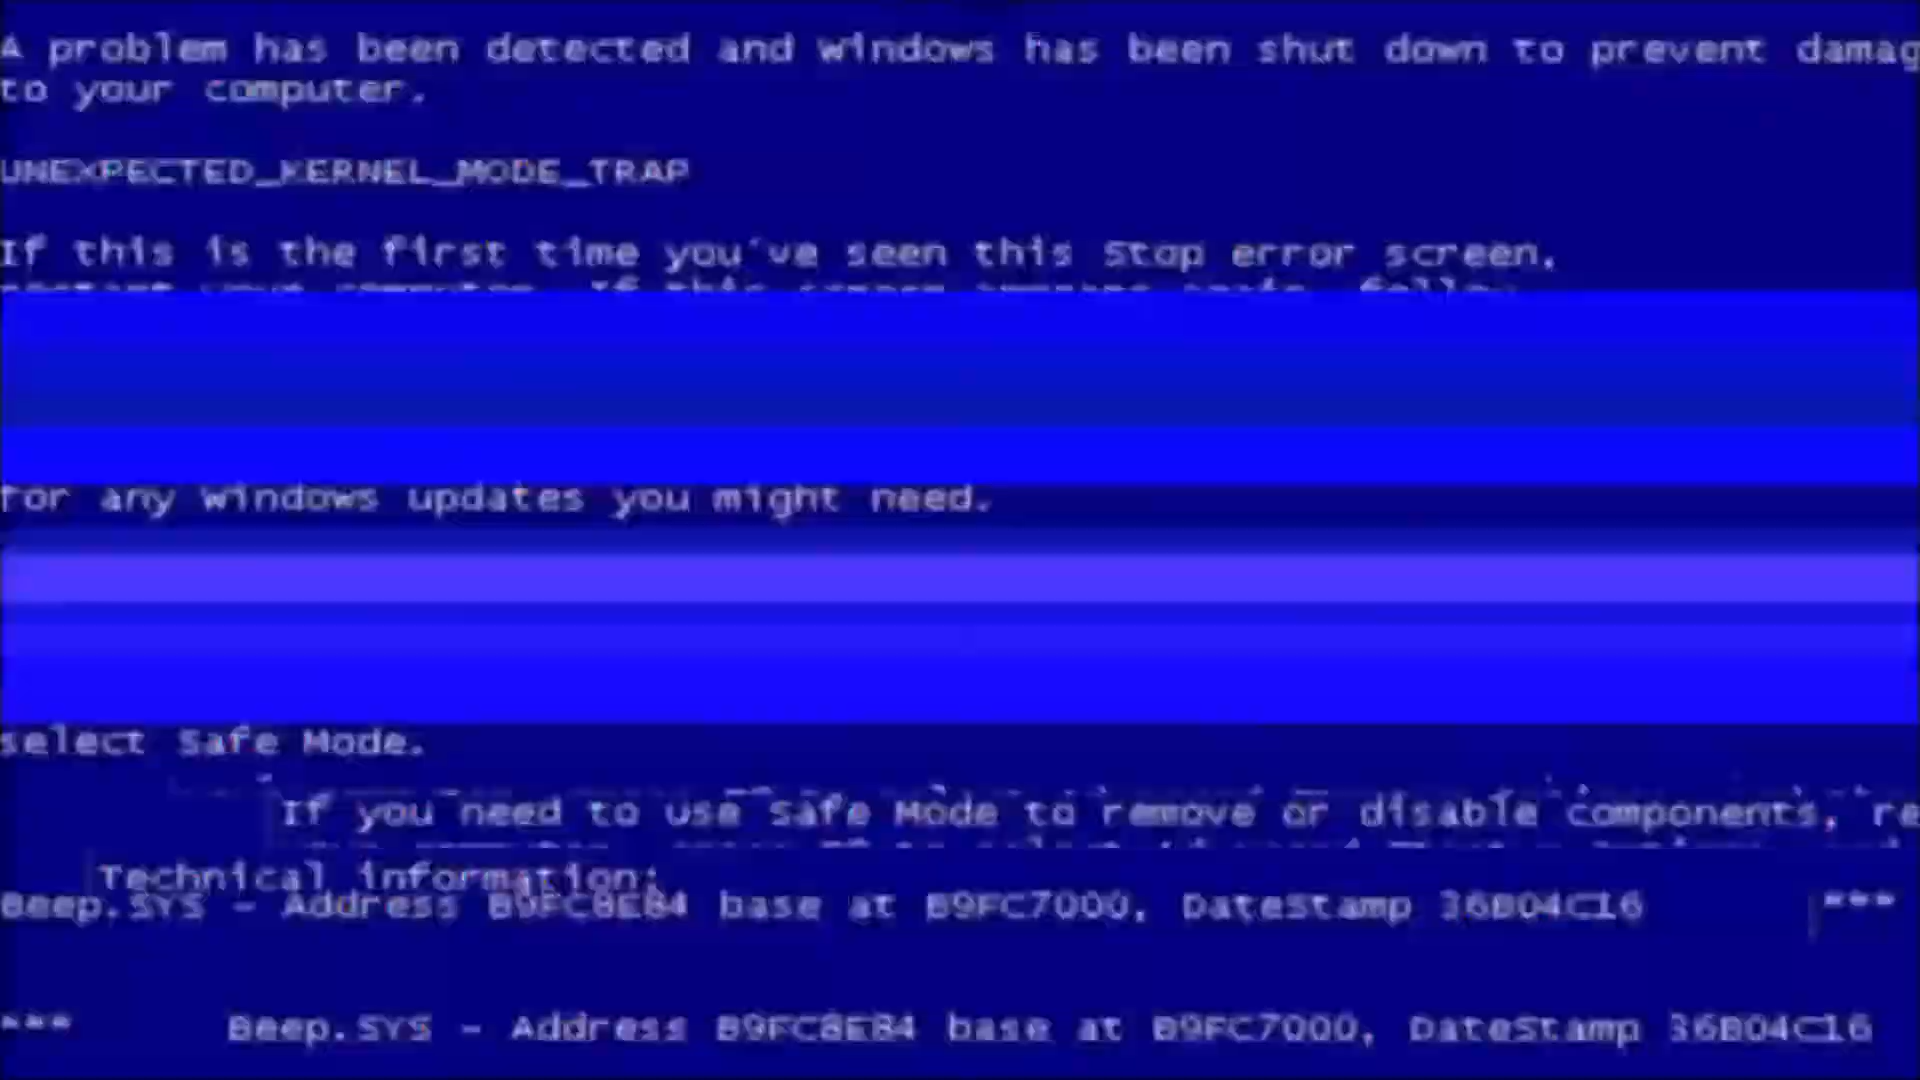 A problem has been detected and windows has been shut down to prevent damag
to your computer.
UNEXPECTED_KERNEL_MODE_TRAP
If this is the first time you've seen this Stop error screen,
for any windows updates you might need.
select Safe Mode.
If you need to use Safe Mode to remove or disable components, re
Technical information:
Beep.SYS - Address B9FC8E84 base at B9FC7000, DateStamp 36B04C16 ***
*** Beep.SYS - Address B9FC8E84 base at B9FC7000, DateStamp 36B04C16